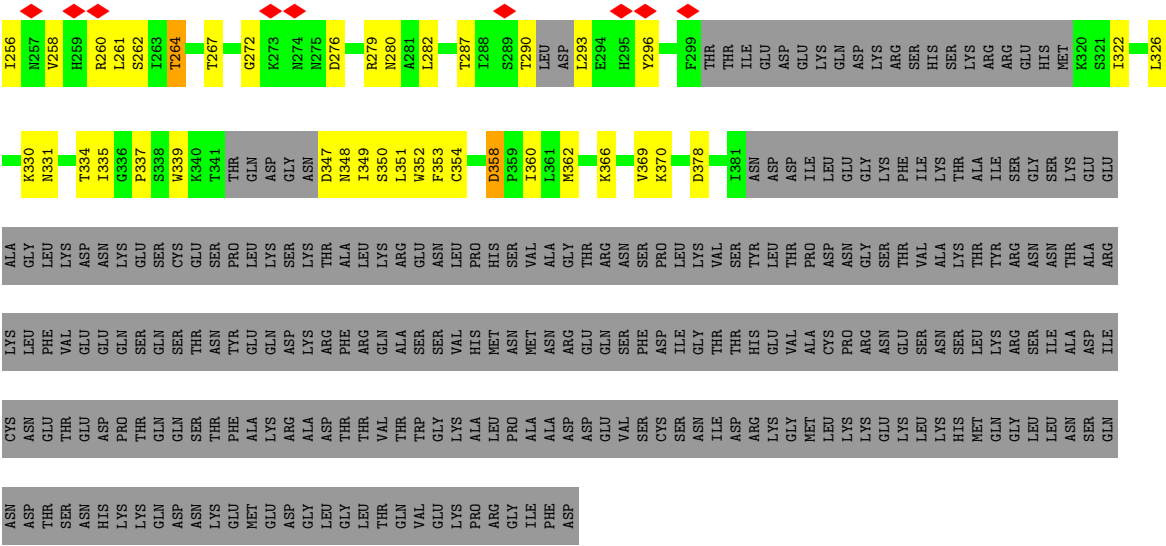 I256 N257 V258 H259 R260 L261 S262 I263 T264 T267 G272 K273 N274 N275 D276 R279 N280 A281 L282 T287 I288 S289 T290 LEU ASP L293 E294 H295 Y296 F299 THR THR ILE GLU ASP GLU LYS GLN ASP LYS ARG SER HIS SER LYS ARG ARG GLU HIS MET K320 S321 I322 L326
K330 N331 T334 I335 G336 P337 S338 W339 K340 T341 THR GLN ASP GLY ASN D347 N348 I349 S350 L351 W352 F353 C354 D358 P359 I360 L361 M362 K366 V369 K370 D378 I381 ASN ASP ASP ILE LEU GLU GLY LYS PHE ILE LYS THR ALA ILE SER GLY SER LYS GLU GLU
ALA GLY LEU LYS ASP ASN LYS GLU SER CYS GLU SER PRO LEU LYS SER LYS THR ALA LEU LYS ARG GLU ASN LEU PRO HIS SER VAL ALA GLY THR ARG ASN SER PRO LEU LYS VAL SER TYR LEU THR PRO ASP ASN GLY SER THR VAL ALA LYS THR TYR ARG ASN ASN THR ALA ARG
LYS LEU PHE VAL GLU GLU GLN SER GLN SER THR ASN TYR GLU GLN ASP LYS ARG PHE ARG GLN ALA SER SER VAL HIS MET ASN MET ASN ARG GLU GLN SER PHE ASP ILE GLY THR THR HIS GLU VAL ALA CYS PRO ARG ASN GLU SER ASN SER LEU LYS ARG SER ILE ALA ASP ILE
CYS ASN GLU THR GLU ASP PRO THR GLN GLN SER THR PHE ALA LYS ARG ALA ASP THR THR VAL THR TRP GLY LYS ALA LEU PRO ALA ALA ASP ASP GLU VAL SER CYS SER ASN ILE ASP ARG LYS GLY MET LEU LYS LYS GLU LYS LEU LYS HIS MET GLN GLY LEU LEU ASN SER GLN
ASN ASP THR SER ASN HIS LYS LYS GLN ASP ASN LYS GLU MET GLU ASP GLY LEU GLY LEU THR GLN VAL GLU LYS PRO ARG GLY ILE PHE ASP